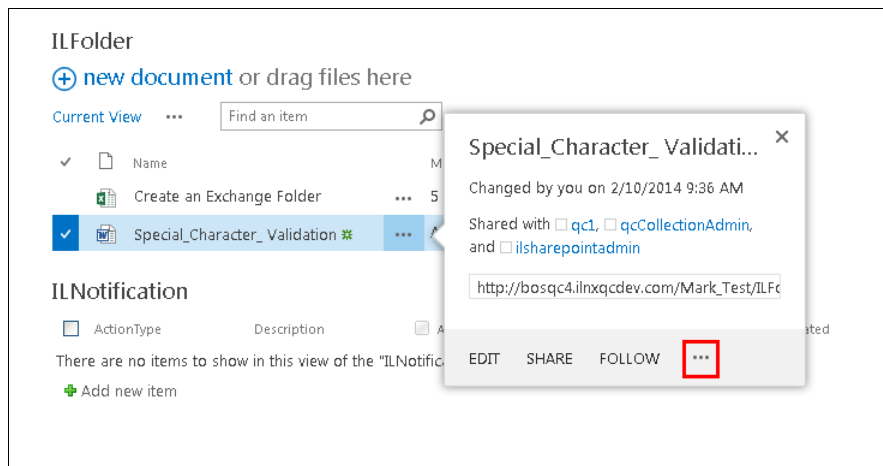 ILFolder
new document or drag files here
Current View ... Find an item
Name M
Create an Exchange Folder ... 5
Special_Character_ Validation ... A
Special_Character_ Validati...
Changed by you on 2/10/2014 9:36 AM
Shared with qc1, qcCollectionAdmin,
and ilsharepointadmin
http://bosqc4.ilnxqcdev.com/Mark_Test/ILFo
EDIT SHARE FOLLOW ...
ILNotification
ActionType Description A ated
There are no items to show in this view of the "ILNotific
Add new item